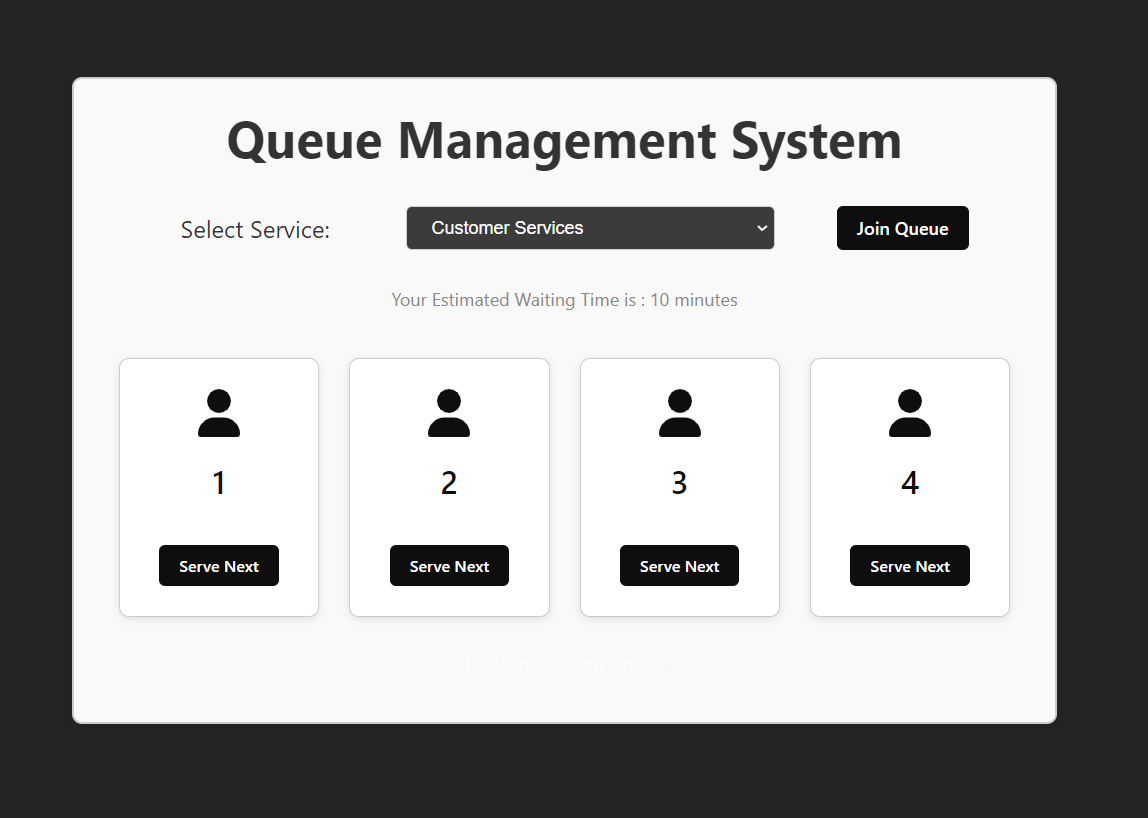 Queue Management System
Select Service: Customer Services Join Queue
Your Estimated Waiting Time is : 10 minutes
1 2 3 4
Serve Next Serve Next Serve Next Serve Next
Total Services Given Today: 0